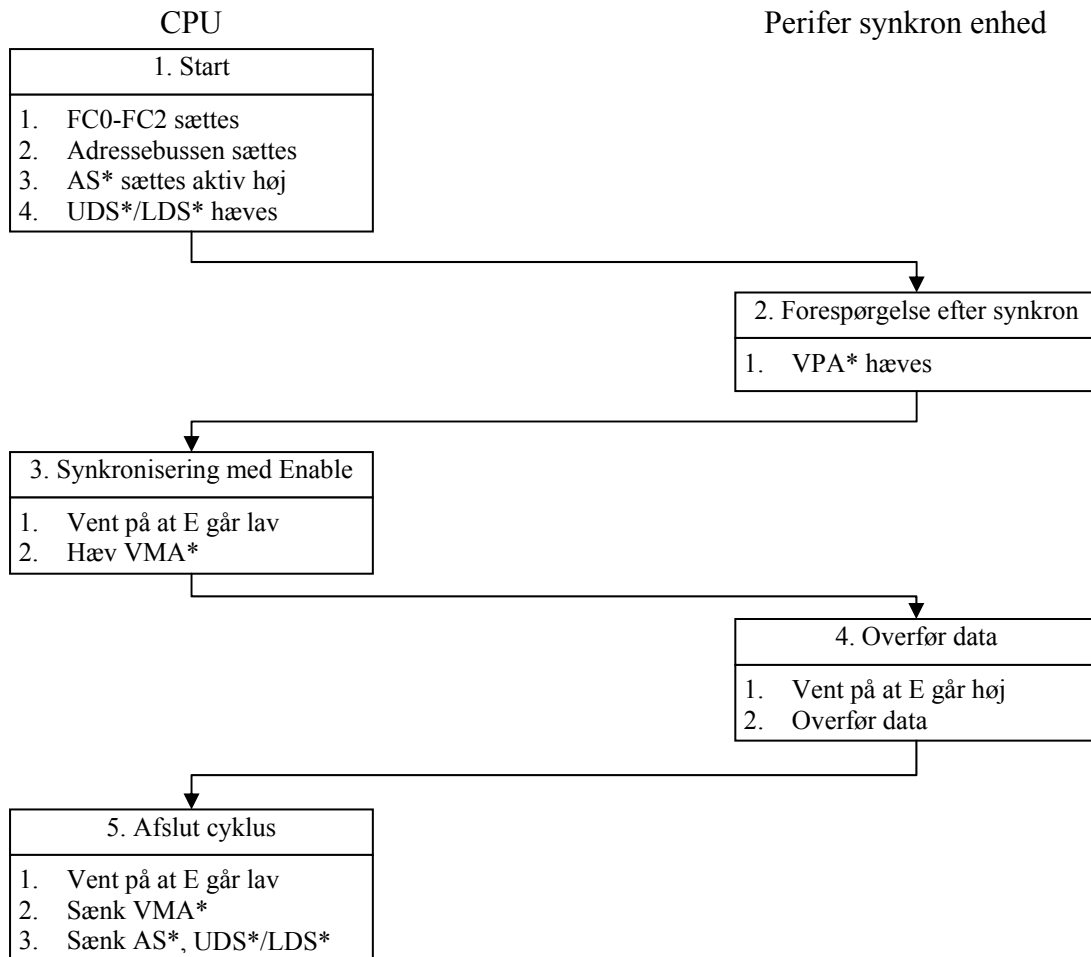 CPU
Perifer synkron enhed
1. Start
1. FC0-FC2 sættes
2. Adressebussen sættes
3. AS* sættes aktiv høj
4. UDS*/LDS* hæves
2. Forespørgelse efter synkron
1. VPA* hæves
3. Synkronisering med Enable
1. Vent på at E går lav
2. Hæv VMA*
4. Overfør data
1. Vent på at E går høj
2. Overfør data
5. Afslut cyklus
1. Vent på at E går lav
2. Sænk VMA*
3. Sænk AS*, UDS*/LDS*